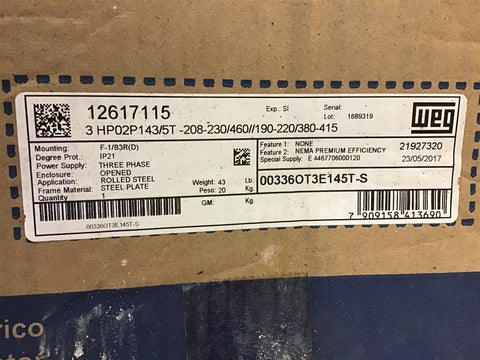 12617115
Exp.: SI
Serial:
1689319
WEG
3 HP02P143/5T -208-230/460//190-220/380-415
Mounting: F-1/B3R(D)
Degree Prot.: IP21
Power Supply: THREE PHASE
Enclosure: OPENED
Application: ROLLED STEEL
Frame Material: STEEL PLATE
Quantity 1
Weight: 43 Lb.
Peso: 20 Kg.
GM: Kg.
00336OT3E145T-S
Feature 1: NONE
Feature 2: NEMA PREMIUM EFFICIENCY
Special Supply: E 4467706000120
21927320
23/05/2017
00336OT3E145T-S
7 909158 413690
rico